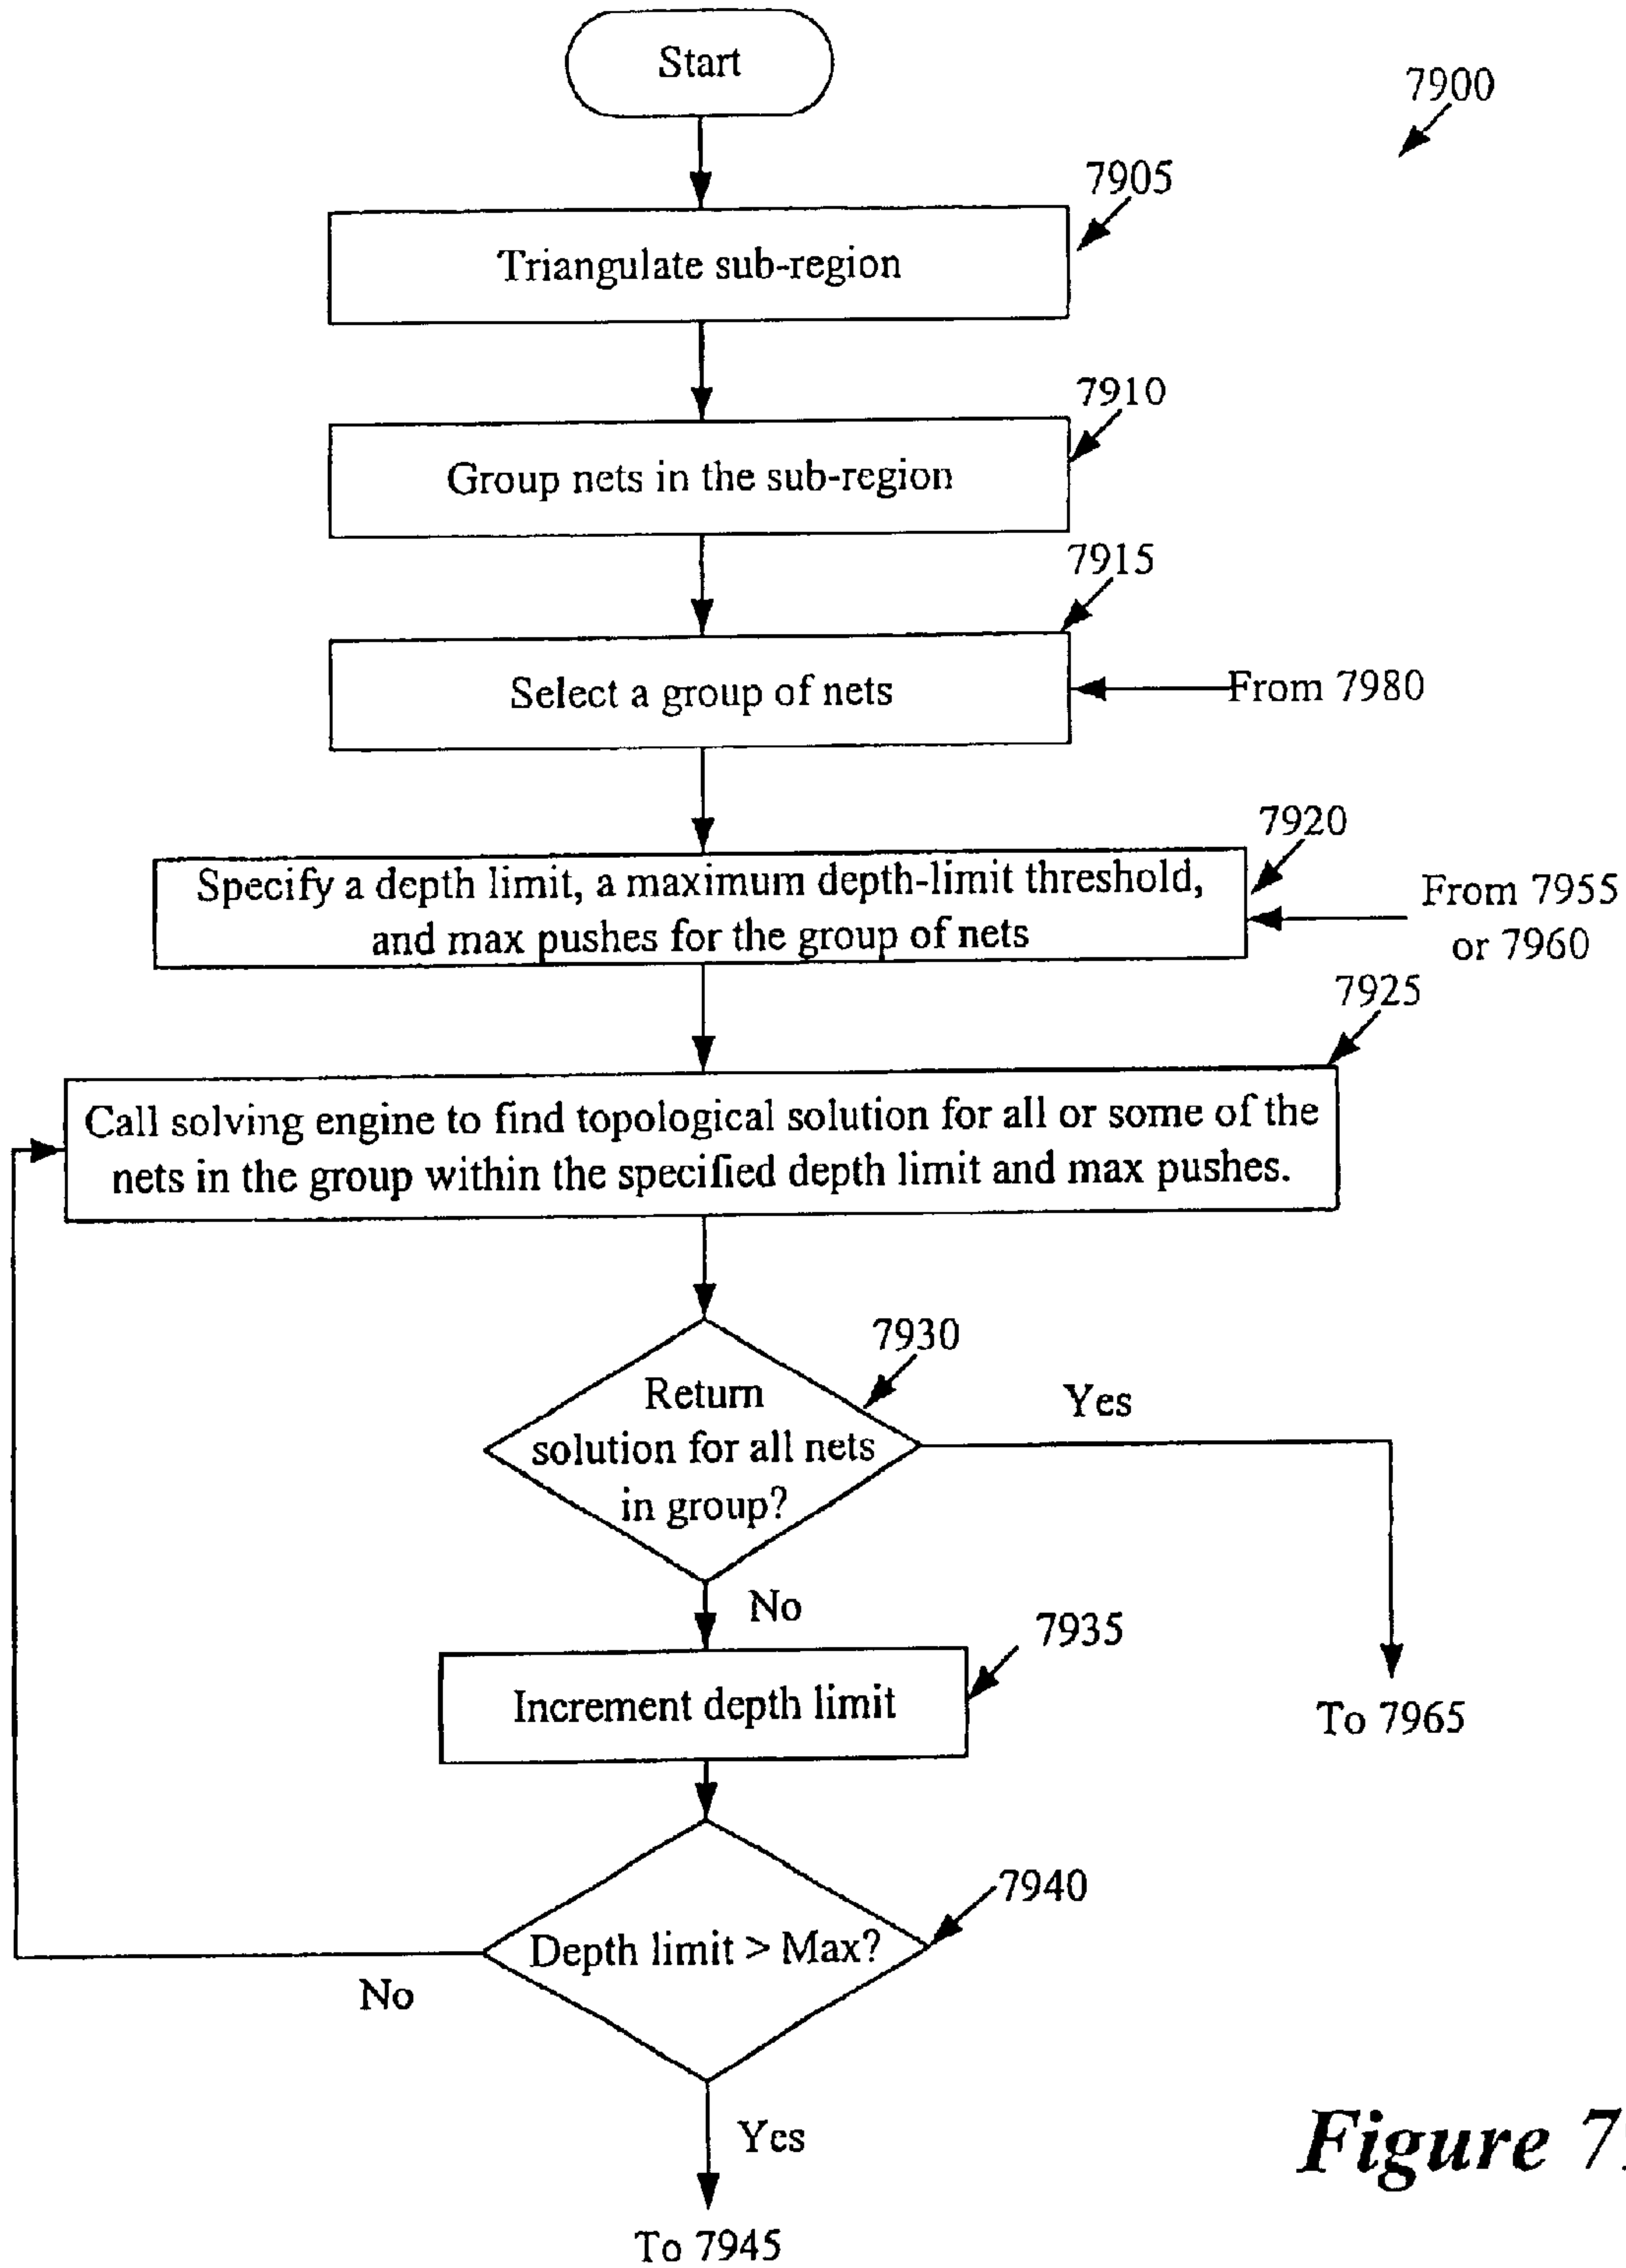 Start
7900
7905
Triangulate sub-region
7910
Group nets in the sub-region
7915
Select a group of nets
From 7980
7920
Specify a depth limit, a maximum depth-limit threshold,
and max pushes for the group of nets
From 7955
or 7960
7925
Call solving engine to find topological solution for all or some of the
nets in the group within the specified depth limit and max pushes.
7930
Return
solution for all nets
in group?
Yes
No
7935
Increment depth limit
To 7965
7940
Depth limit > Max?
No
Yes
Figure 7
To 7945